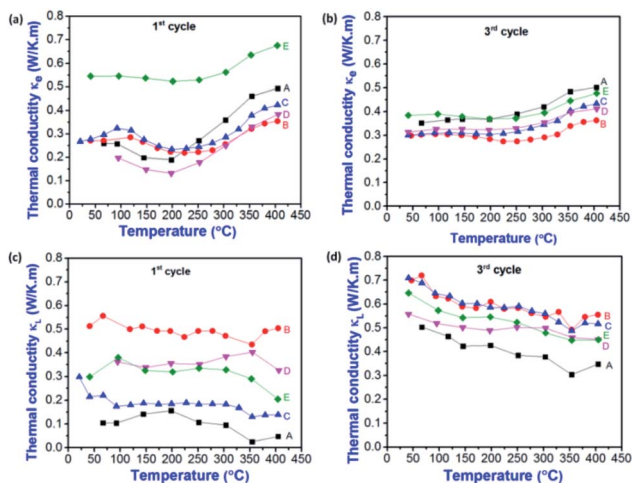 (a)
1st cycle
Thermal conductity κe (W/K.m)
0.8
0.7
0.6
0.5
0.4
0.3
0.2
0.1
0.0
E
A
C
D
B
0 50 100 150 200 250 300 350 400 450
Temperature (°C)
(b)
3rd cycle
Thermal conductity κe (W/K.m)
0.8
0.7
0.6
0.5
0.4
0.3
0.2
0.1
0.0
A
E
C
D
B
0 50 100 150 200 250 300 350 400 450
Temperature (°C)
(c)
1st cycle
Thermal conductity κL (W/K.m)
0.8
0.7
0.6
0.5
0.4
0.3
0.2
0.1
0.0
B
D
E
C
A
0 50 100 150 200 250 300 350 400 450
Temperature (°C)
(d)
3rd cycle
Thermal conductity κL (W/K.m)
0.8
0.7
0.6
0.5
0.4
0.3
0.2
0.1
0.0
B
C
E
D
A
0 50 100 150 200 250 300 350 400 450
Temperature (°C)